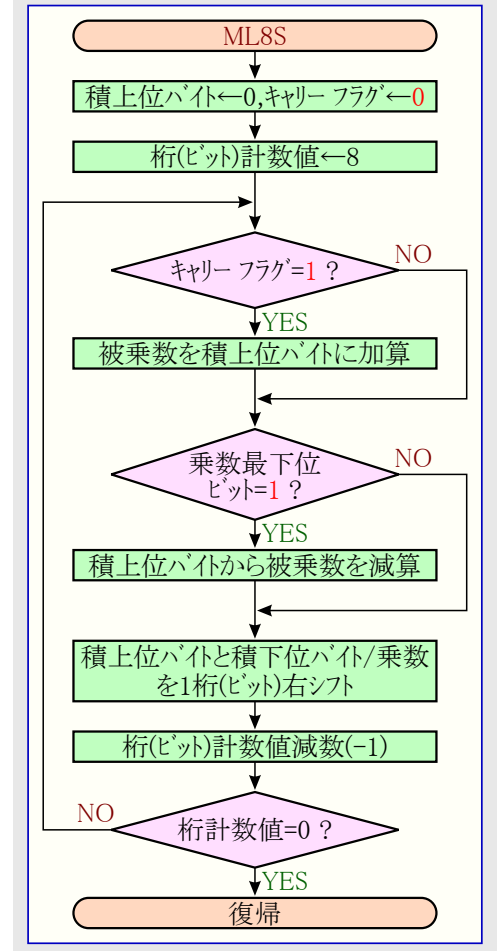 ML8S
積上位ﾊﾞｲﾄ←0,ｷｬﾘｰ ﾌﾗｸﾞ←0
桁(ﾋﾞｯﾄ)計数値←8
ｷｬﾘｰ ﾌﾗｸﾞ=1 ?
NO
YES
被乗数を積上位ﾊﾞｲﾄに加算
乗数最下位
ﾋﾞｯﾄ=1 ?
NO
YES
積上位ﾊﾞｲﾄから被乗数を減算
積上位ﾊﾞｲﾄと積下位ﾊﾞｲﾄ/乗数
を1桁(ﾋﾞｯﾄ)右ｼﾌﾄ
桁(ﾋﾞｯﾄ)計数値減数(-1)
NO
桁計数値=0 ?
YES
復帰